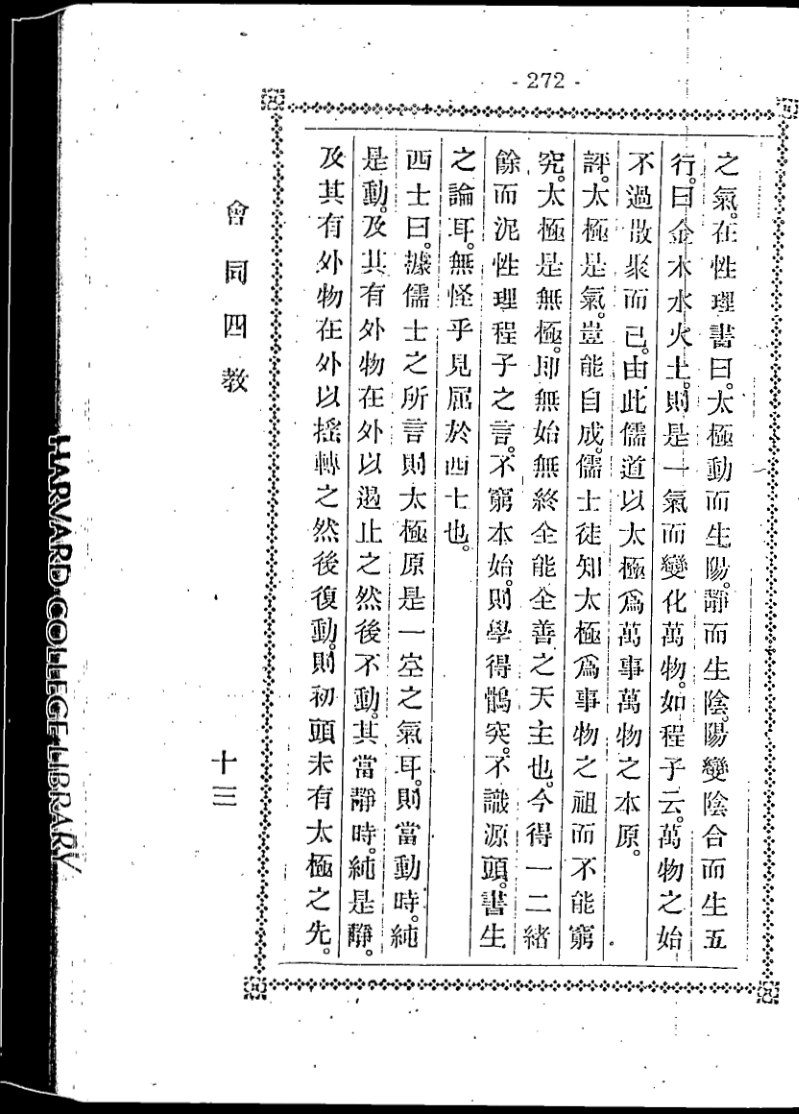 - 272 -
之氣。在性理書曰。太極動而生陽。靜而生陰。陽變陰合而生五
行。曰金木水火土。則是一氣而變化萬物。如程子云。萬物之始
不過散聚而已。由此儒道以太極爲萬事萬物之本原。
評。太極是氣。豈能自成。儒士徒知太極爲事物之祖而不能窮
究。太極是無極。卽無始無終全能全善之天主也。今得一二緒
餘而泥性理程子之言。不窮本始。則學得鶻突。不識源頭。書生
之論耳。無怪乎見屈於西士也。
西士曰。據儒士之所言則太極原是一空之氣耳。則當動時。純
是動。及其有外物在外以遏止之然後不動。其當靜時。純是靜。
及其有外物在外以搖轉之然後復動。則初頭未有太極之先。
會同四教
十三
HARVARD COLLEGE LIBRARY